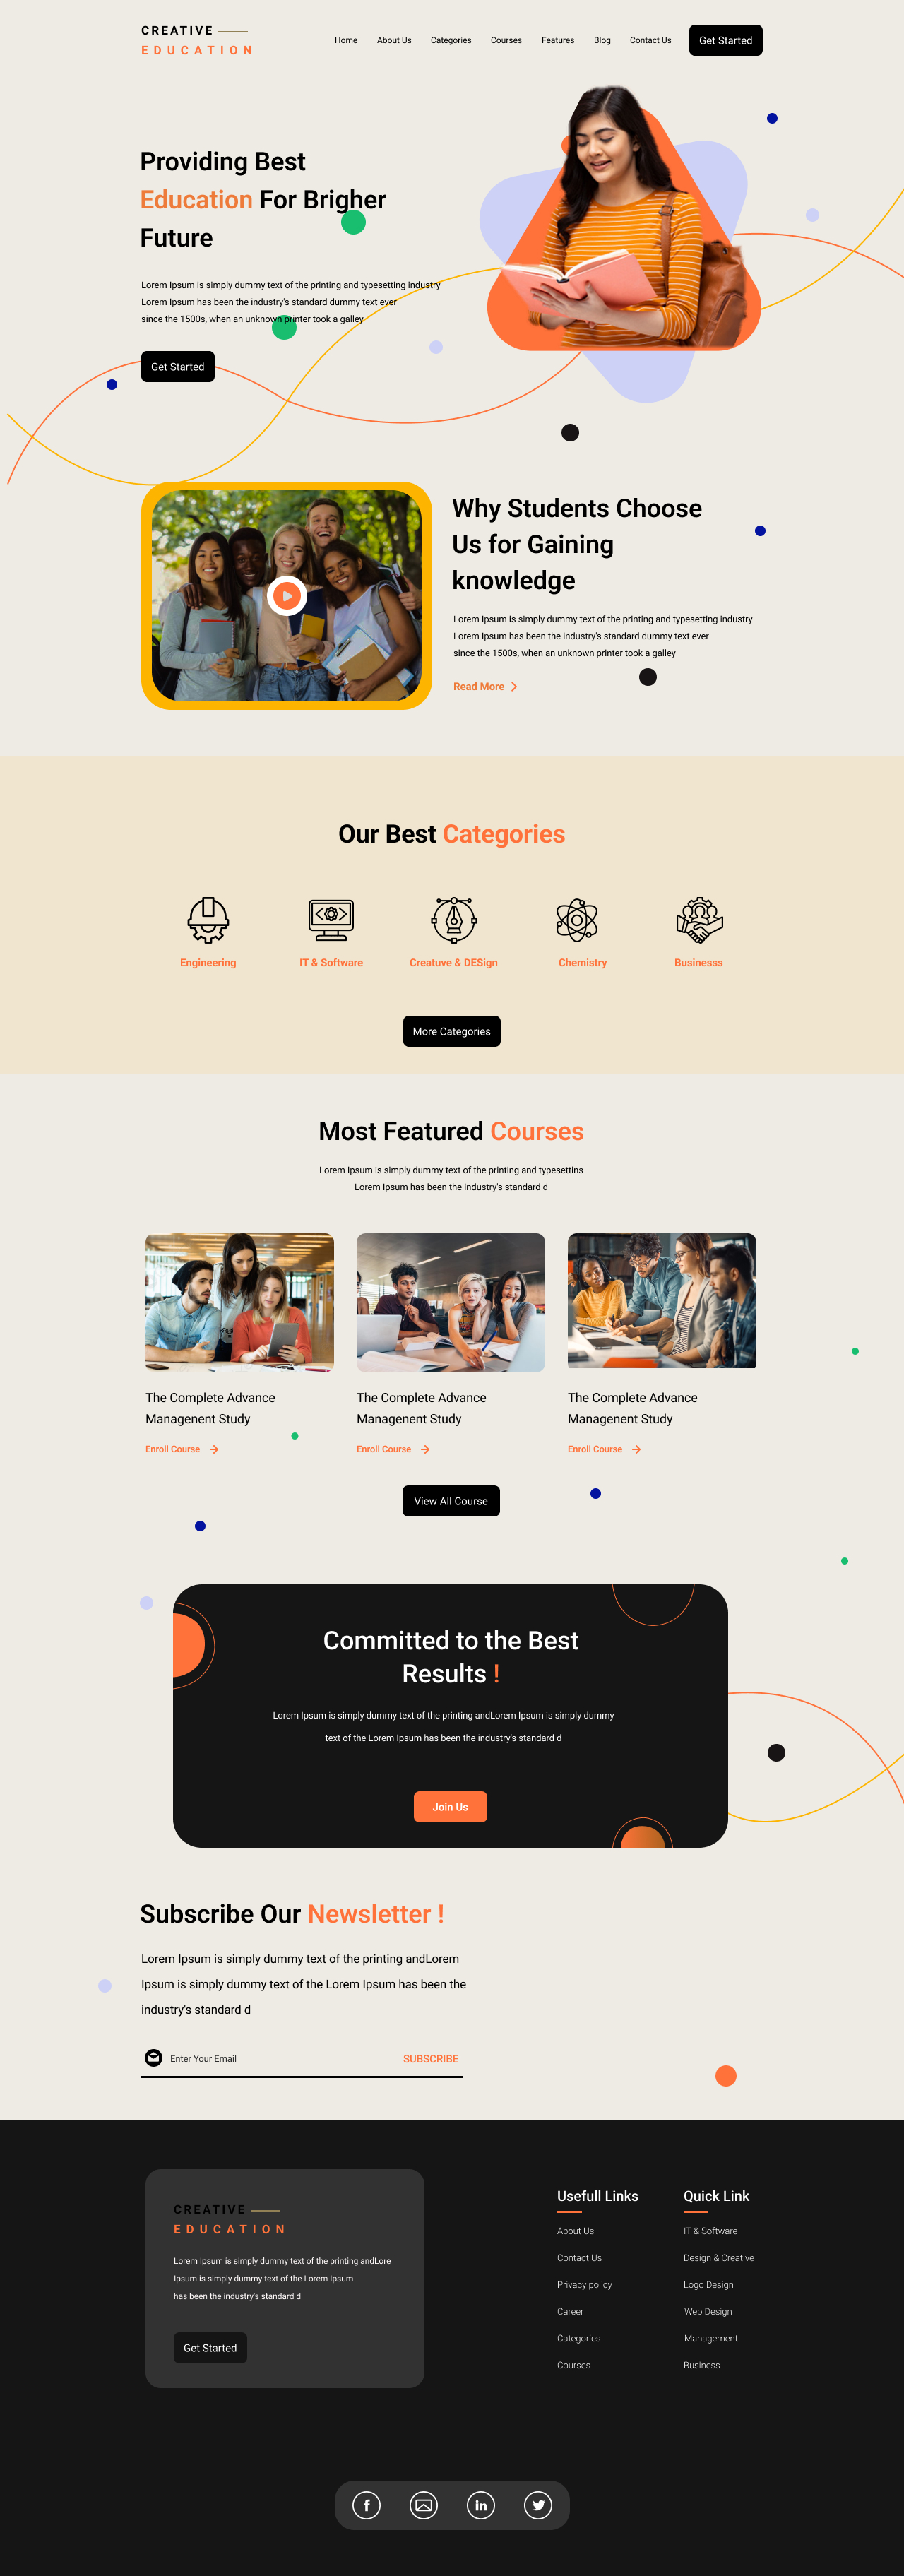 CREATIVE
EDUCATION
Home About Us Categories Courses Features Blog Contact Us Get Started
Providing Best
Education For Brigher
Future
Lorem Ipsum is simply dummy text of the printing and typesetting industry
Lorem Ipsum has been the industry's standard dummy text ever
since the 1500s, when an unknown printer took a galley
Get Started
Why Students Choose
Us for Gaining
knowledge
Lorem Ipsum is simply dummy text of the printing and typesetting industry
Lorem Ipsum has been the industry's standard dummy text ever
since the 1500s, when an unknown printer took a galley
Read More
Our Best Categories
Engineering IT & Software Creatuve & DESign Chemistry Businesss
More Categories
Most Featured Courses
Lorem Ipsum is simply dummy text of the printing and typesettins
Lorem Ipsum has been the industry's standard d
The Complete Advance
Managenent Study
Enroll Course
The Complete Advance
Managenent Study
Enroll Course
The Complete Advance
Managenent Study
Enroll Course
View All Course
Committed to the Best
Results !
Lorem Ipsum is simply dummy text of the printing andLorem Ipsum is simply dummy
text of the Lorem Ipsum has been the industry's standard d
Join Us
Subscribe Our Newsletter !
Lorem Ipsum is simply dummy text of the printing andLorem
Ipsum is simply dummy text of the Lorem Ipsum has been the
industry's standard d
Enter Your Email SUBSCRIBE
CREATIVE
EDUCATION
Lorem Ipsum is simply dummy text of the printing andLore
Ipsum is simply dummy text of the Lorem Ipsum
has been the industry's standard d
Get Started
Usefull Links
About Us
Contact Us
Privacy policy
Career
Categories
Courses
Quick Link
IT & Software
Design & Creative
Logo Design
Web Design
Management
Business
f
in